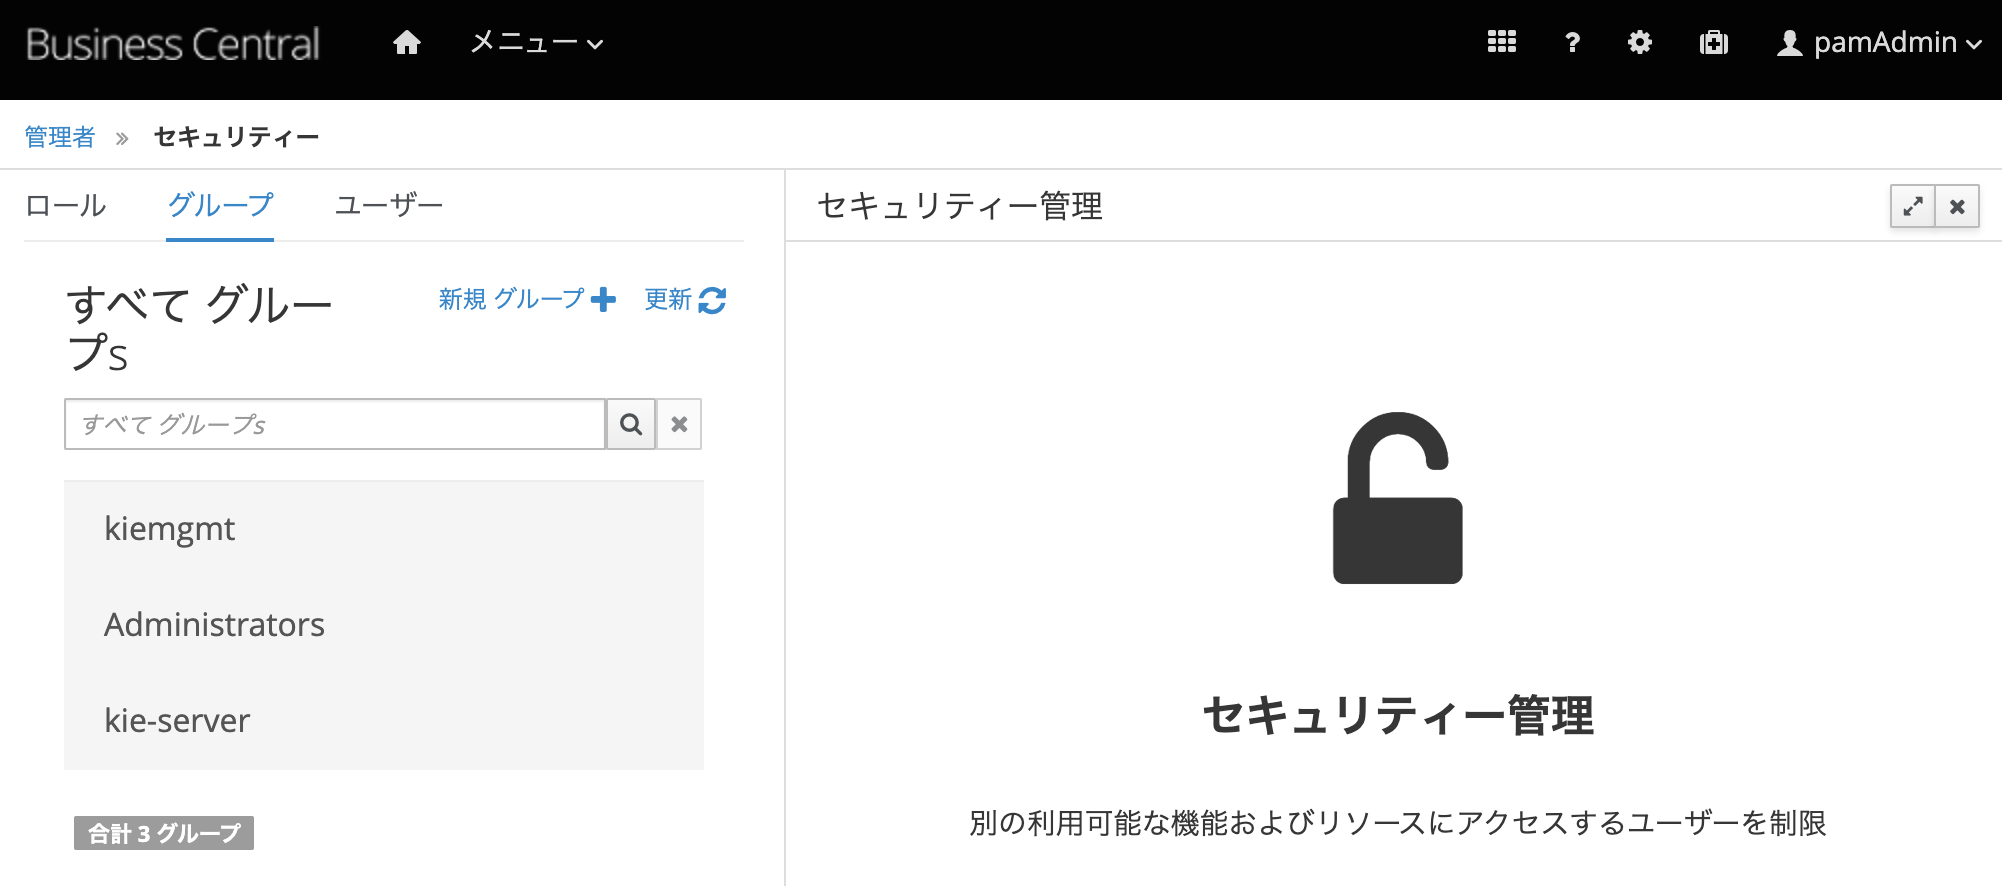 Business Central メニュー ? pamAdmin
管理者 » セキュリティー
ロール グループ ユーザー
すべて グルー
プs
新規 グループ 更新
すべて グループs
kiemgmt
Administrators
kie-server
合計 3 グループ
セキュリティー管理
セキュリティー管理
別の利用可能な機能およびリソースにアクセスするユーザーを制限